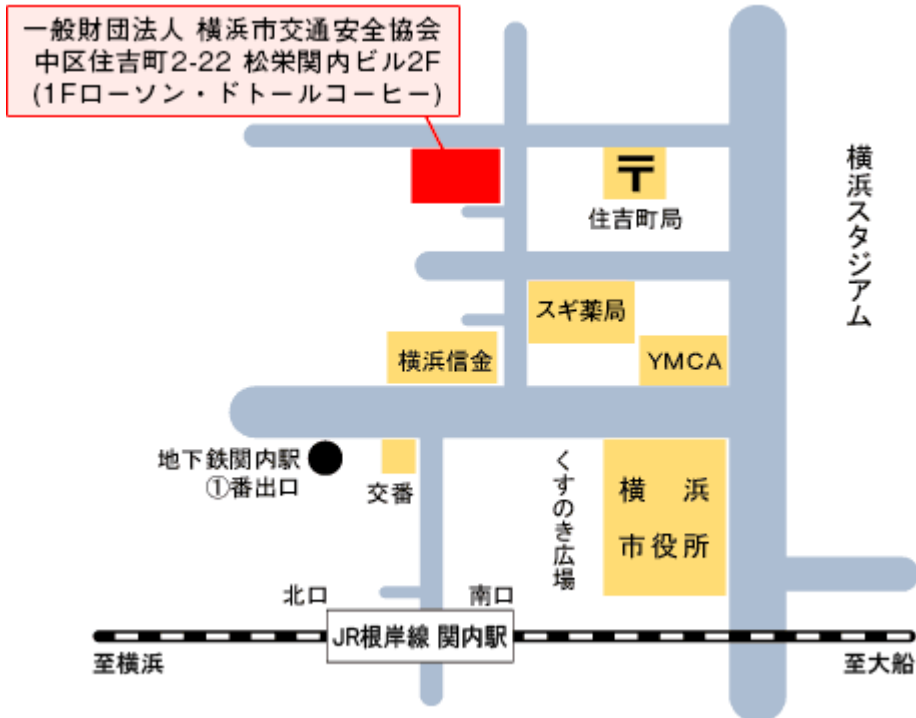 一般財団法人 横浜市交通安全協会
中区住吉町2-22 松栄関内ビル2F
(1Fローソン・ドトールコーヒー)
〒
住吉町局
横浜スタジアム
スギ薬局
横浜信金
YMCA
地下鉄関内駅
①番出口
交番
くすのき広場
横 浜
市役所
北口
南口
JR根岸線 関内駅
至横浜
至大船